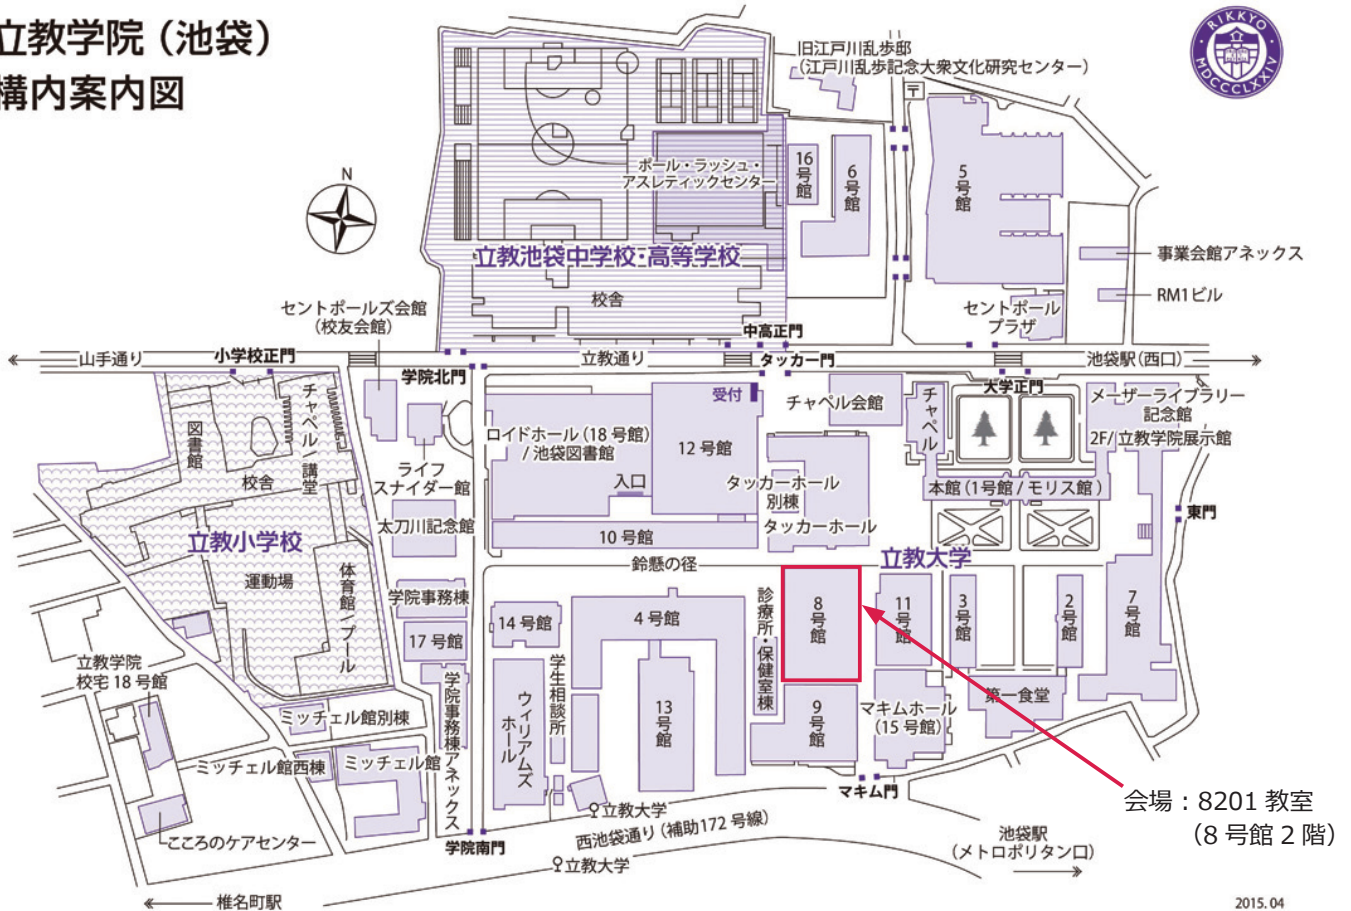 立教学院（池袋）
構内案内図
RIKKYO
MDCCCLXXIV
N
旧江戸川乱歩邸
（江戸川乱歩記念大衆文化研究センター）
〒
ポール・ラッシュ・
アスレティックセンター
16号館
6号館
5号館
立教池袋中学校・高等学校
校舎
事業会館アネックス
RM1ビル
セントポール
プラザ
セントポールズ会館
（校友会館）
中高正門
山手通り
小学校正門
立教通り
タッカー門
池袋駅（西口）
学院北門
大学正門
受付
チャペル会館
チャペル
メーザーライブラリー
記念館
2F/ 立教学院展示館
図書館
チャペル/講堂
校舎
ライフ
スナイダー館
ロイドホール（18 号館）
/ 池袋図書館
入口
12 号館
タッカーホール
別棟
タッカーホール
本館（1号館 / モリス館 ）
東門
太刀川記念館
10 号館
立教小学校
運動場
体育館/プール
鈴懸の径
立教大学
学院事務棟
17 号館
14 号館
4 号館
診療所・保健室棟
8号館
11号館
3号館
2号館
7号館
立教学院
校宅 18 号館
学院事務棟アネックス
ウィリアムズ
ホール
学生相談所
13号館
9号館
マキムホール
（15 号館）
第一食堂
ミッチェル館別棟
ミッチェル館西棟
ミッチェル館
マキム門
会場：8201 教室
（8 号館 2 階）
こころのケアセンター
学院南門
立教大学
西池袋通り（補助172 号線）
立教大学
池袋駅
（メトロポリタン口）
椎名町駅
2015. 04